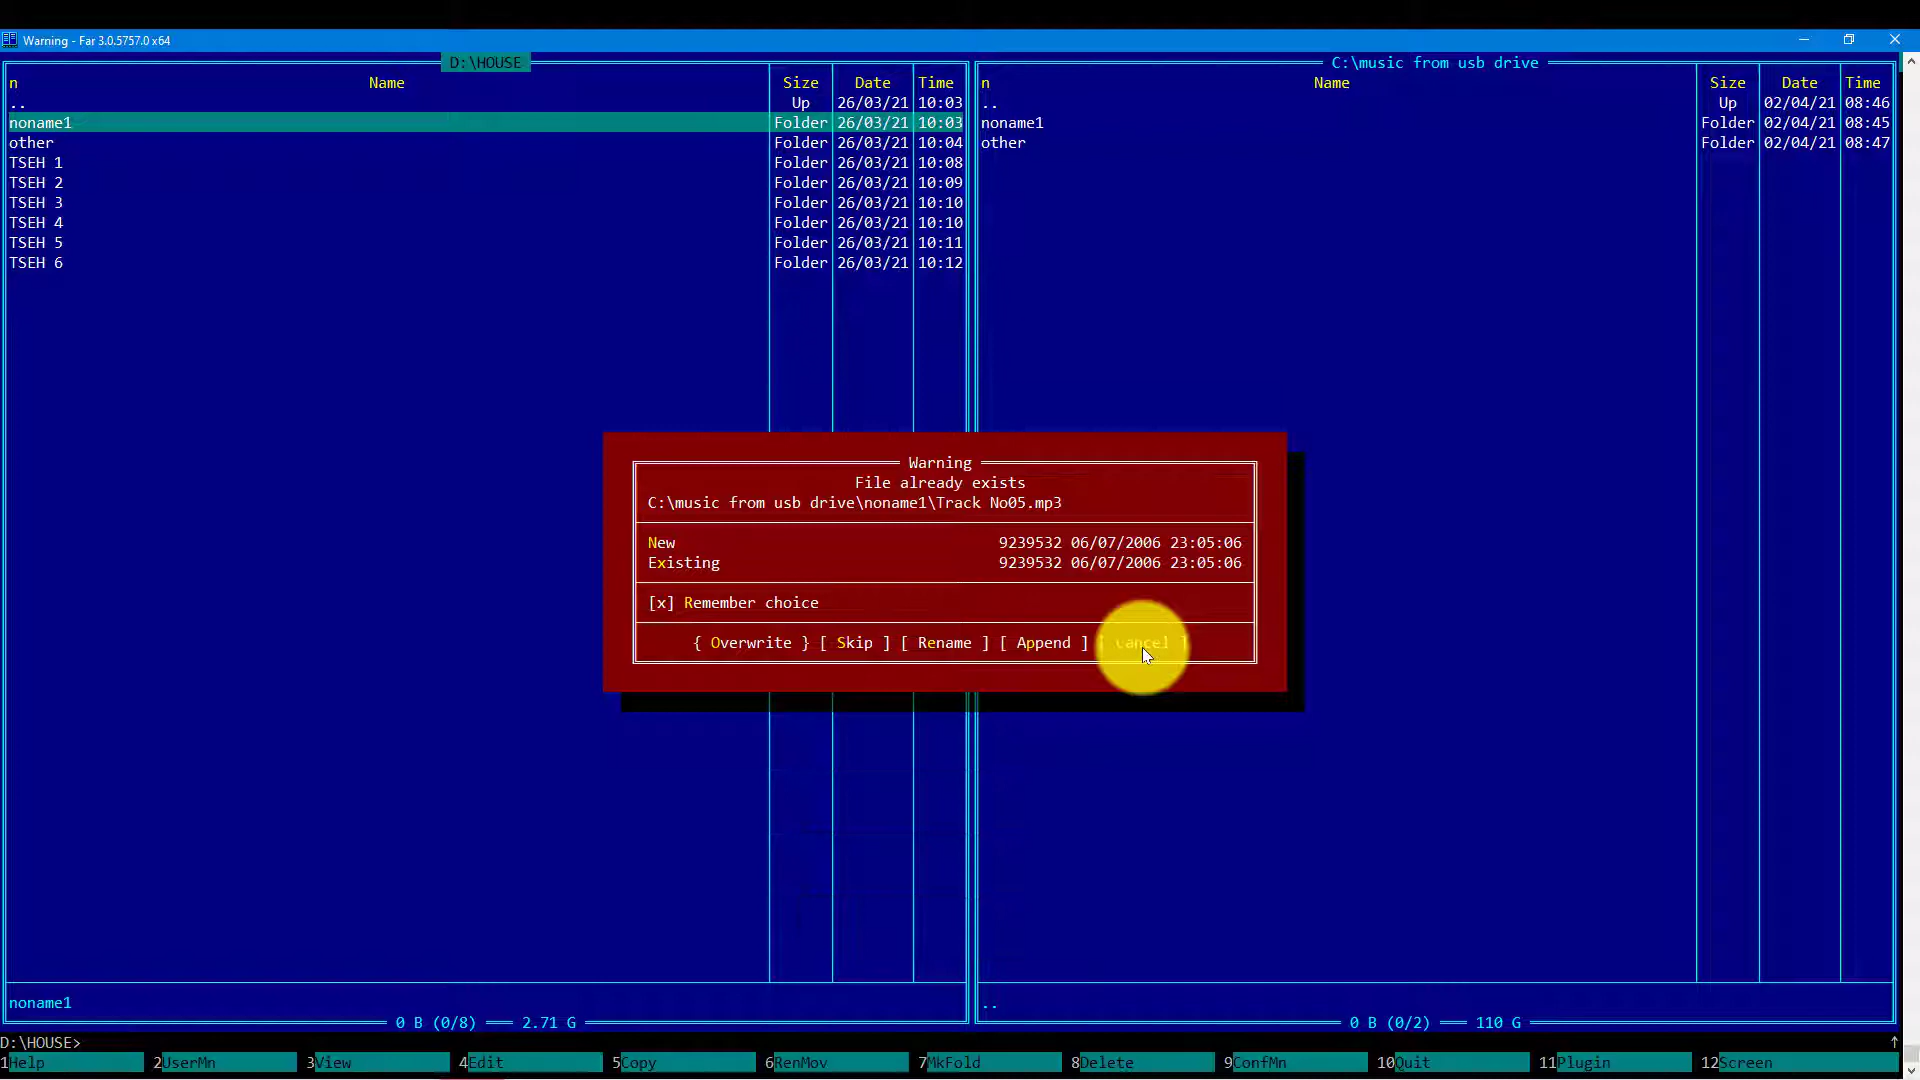 Warning - Far 3.0.5757.0 x64
D:\HOUSE
n Name Size Date Time
.. Up 26/03/21 10:03
noname1 Folder 26/03/21 10:03
other Folder 26/03/21 10:04
TSEH 1 Folder 26/03/21 10:08
TSEH 2 Folder 26/03/21 10:09
TSEH 3 Folder 26/03/21 10:10
TSEH 4 Folder 26/03/21 10:10
TSEH 5 Folder 26/03/21 10:11
TSEH 6 Folder 26/03/21 10:12
noname1
0 B (0/8) 2.71 G
C:\music from usb drive
n Name Size Date Time
.. Up 02/04/21 08:46
noname1 Folder 02/04/21 08:45
other Folder 02/04/21 08:47
..
0 B (0/2) 110 G
Warning
File already exists
C:\music from usb drive\noname1\Track No05.mp3
New 9239532 06/07/2006 23:05:06
Existing 9239532 06/07/2006 23:05:06
[x] Remember choice
{ Overwrite } [ Skip ] [ Rename ] [ Append ] [ Cancel ]
D:\HOUSE>
1Help 2UserMn 3View 4Edit 5Copy 6RenMov 7MkFold 8Delete 9ConfMn 10Quit 11Plugin 12Screen